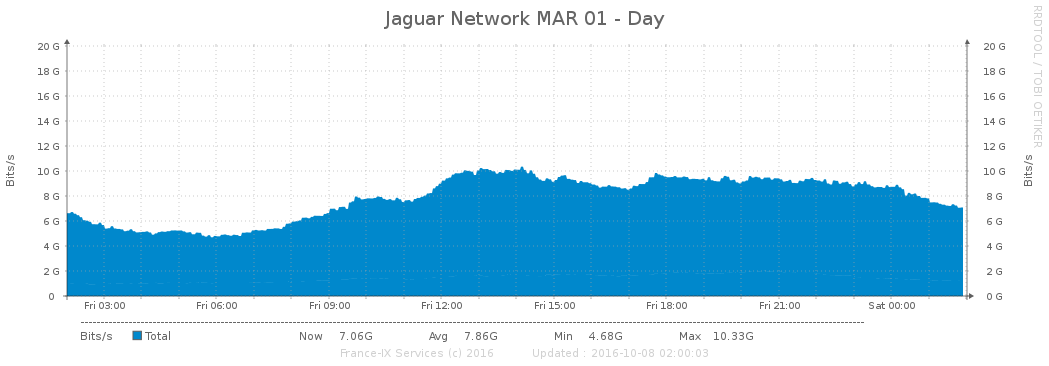 Jaguar Network MAR 01 - Day
RRDTOOL / TOBI OETIKER
Bits/s
20 G 20 G
18 G 18 G
16 G 16 G
14 G 14 G
12 G 12 G
10 G 10 G
8 G 8 G
6 G 6 G
4 G 4 G
2 G 2 G
0 0 G
Bits/s
Fri 03:00 Fri 06:00 Fri 09:00 Fri 12:00 Fri 15:00 Fri 18:00 Fri 21:00 Sat 00:00
Bits/s Total Now 7.06G Avg 7.86G Min 4.68G Max 10.33G
France-IX Services (c) 2016 Updated : 2016-10-08 02:00:03